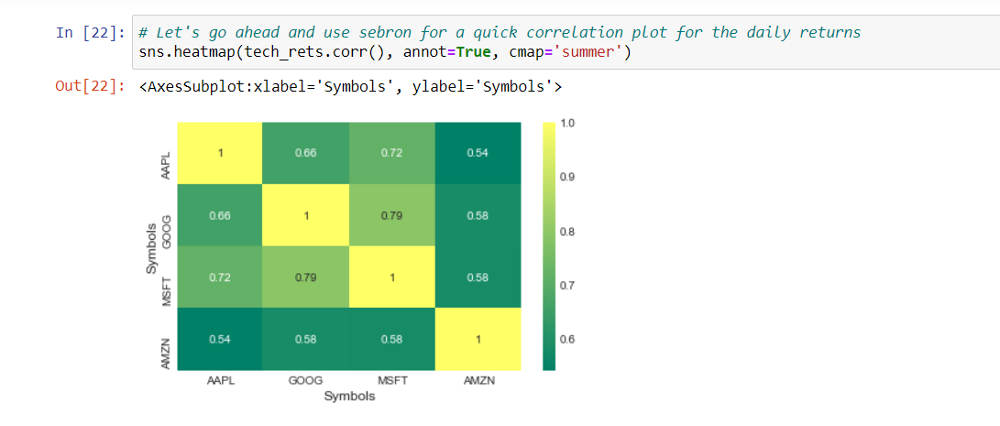 In [22]: # Let's go ahead and use sebron for a quick correlation plot for the daily returns
sns.heatmap(tech_rets.corr(), annot=True, cmap='summer')
Out[22]: <AxesSubplot:xlabel='Symbols', ylabel='Symbols'>
1.0
AAPL 1 0.66 0.72 0.54
0.9
GOOG 0.66 1 0.79 0.58
0.8
Symbols
MSFT 0.72 0.79 1 0.58
0.7
AMZN 0.54 0.58 0.58 1
0.6
AAPL GOOG MSFT AMZN
Symbols